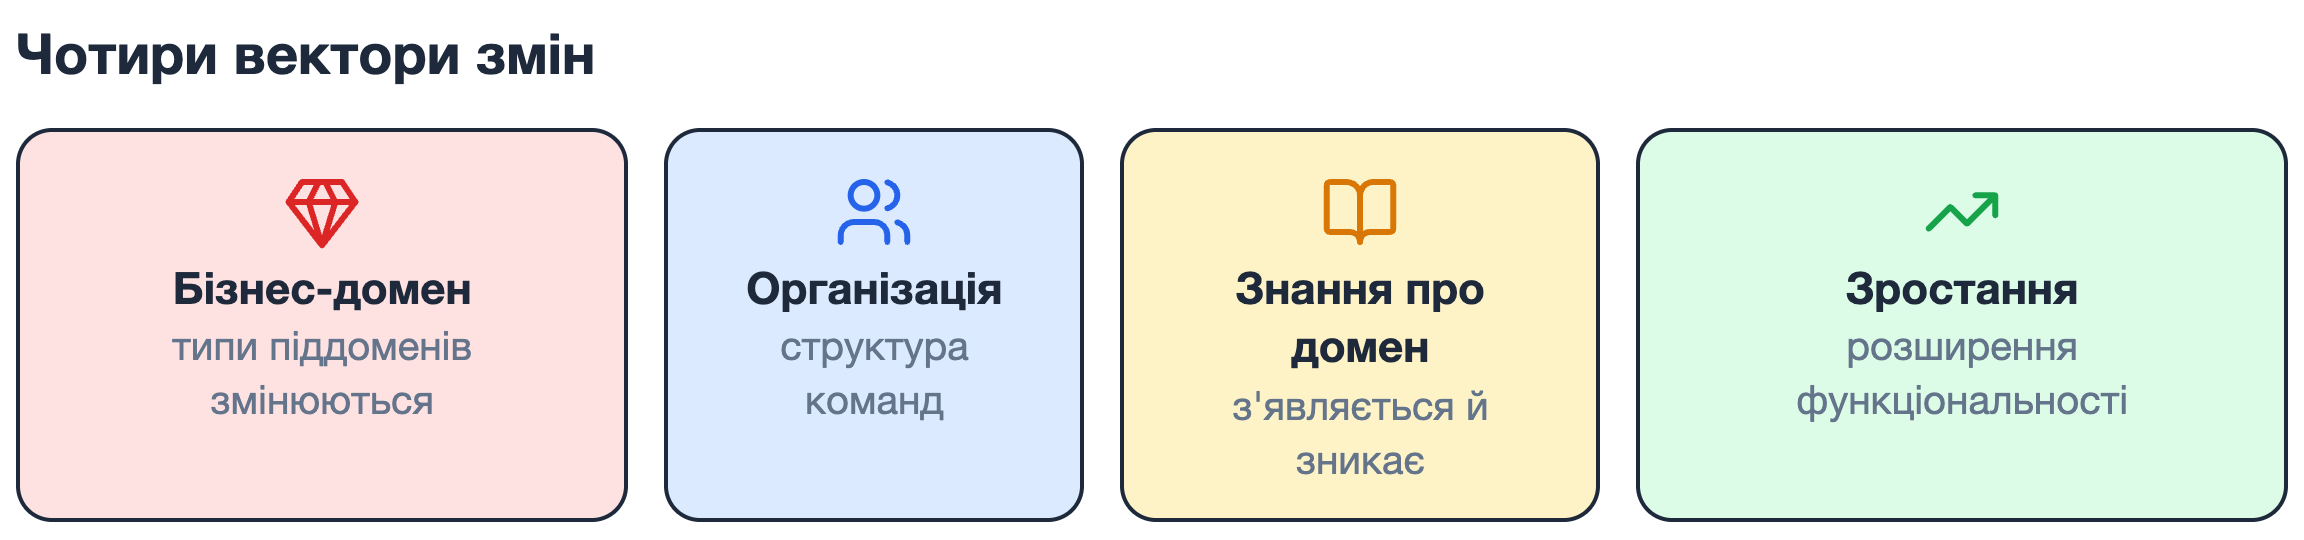 Чотири вектори змін
Бізнес-домен
типи піддоменів
змінюються
Організація
структура
команд
Знання про
домен
з'являється й
зникає
Зростання
розширення
функціональності